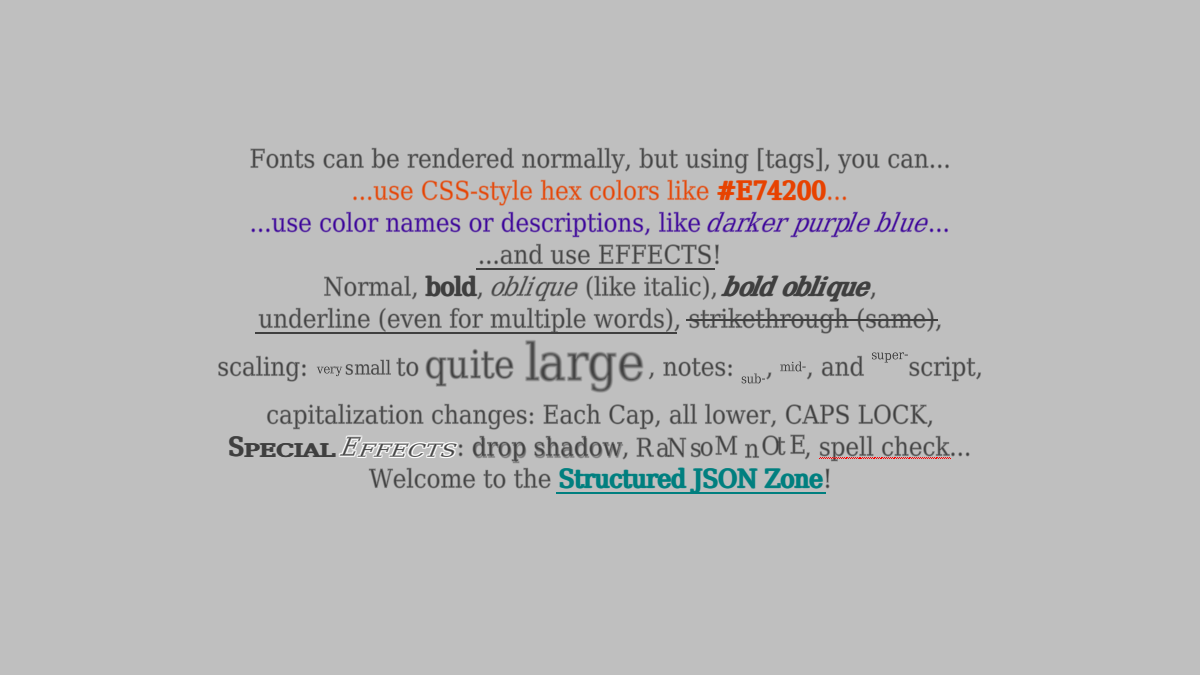 Fonts can be rendered normally, but using [tags], you can...
...use CSS-style hex colors like #E74200...
...use color names or descriptions, like darker purple blue...
...and use EFFECTS!
Normal, bold, oblique (like italic), bold oblique,
underline (even for multiple words), strikethrough (same),
scaling: very small to quite large, notes: sub-, mid-, and super-script,
capitalization changes: Each Cap, all lower, CAPS LOCK,
Special Effects: drop shadow, RaNsoM nOtE, spell check...
Welcome to the Structured JSON Zone!